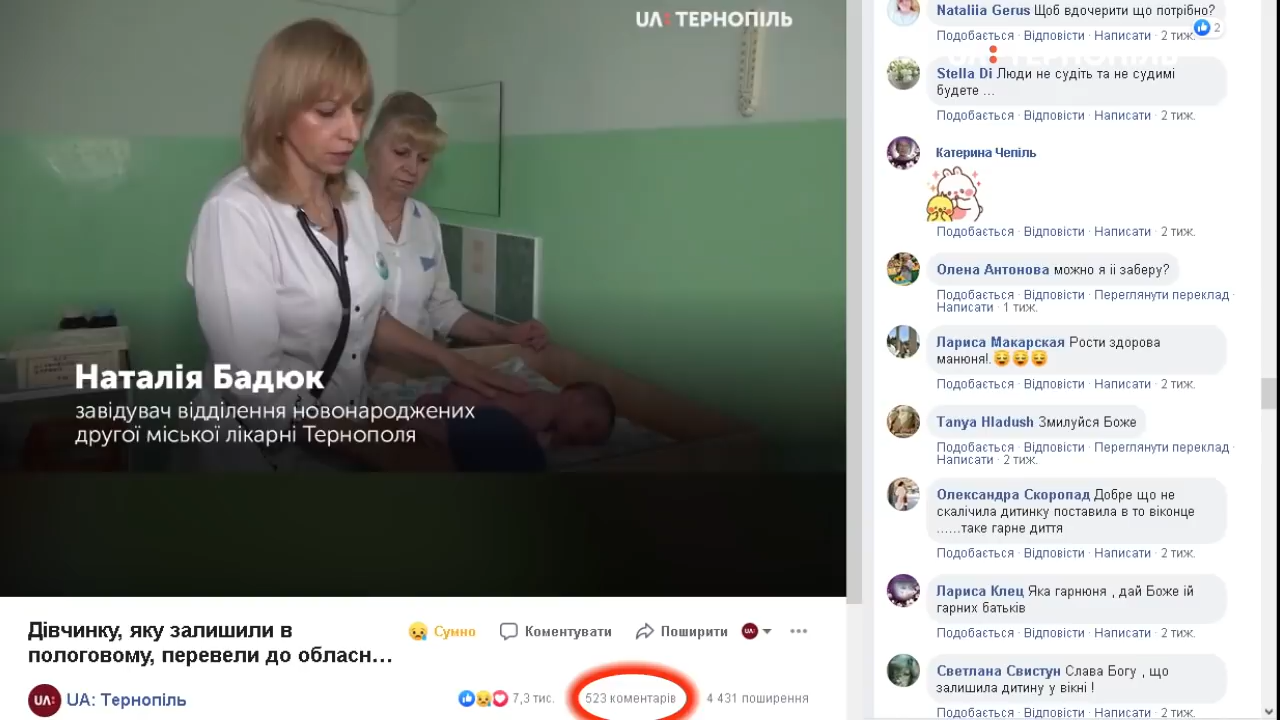 UA: ТЕРНОПІЛЬ
Наталія Бадюк
завідувач відділення новонароджених
другої міської лікарні Тернополя
Дівчинку, яку залишили в
пологовому, перевели до обласн...
Сумно
Коментувати
Поширити
UA:
UA: Тернопіль
7,3 тис.
523 коментарів
4 431 поширення
Nataliia Gerus Щоб вдочерити що потрібно?
2
Подобається · Відповісти · Написати · 2 тиж.
UA: ТЕРНОПІЛЬ
Stella Di Люди не судіть та не судимі
будете ...
Подобається · Відповісти · Написати · 2 тиж.
Катерина Чепіль
Подобається · Відповісти · Написати · 2 тиж.
Олена Антонова можно я іі заберу?
Подобається · Відповісти · Переглянути переклад ·
Написати · 1 тиж.
Лариса Макарская Рости здорова
манюня!.
Подобається · Відповісти · Написати · 2 тиж.
Tanya Hladush Змилуйся Боже
Подобається · Відповісти · Переглянути переклад ·
Написати · 2 тиж.
Олександра Скоропад Добре що не
скалічила дитинку поставила в то віконце
......таке гарне диття
Подобається · Відповісти · Написати · 2 тиж.
Лариса Клец Яка гарнюня , дай Боже їй
гарних батьків
Подобається · Відповісти · Написати · 2 тиж.
Светлана Свистун Слава Богу , що
залишила дитину у вікні !
Подобається · Відповісти · Написати · 2 тиж.